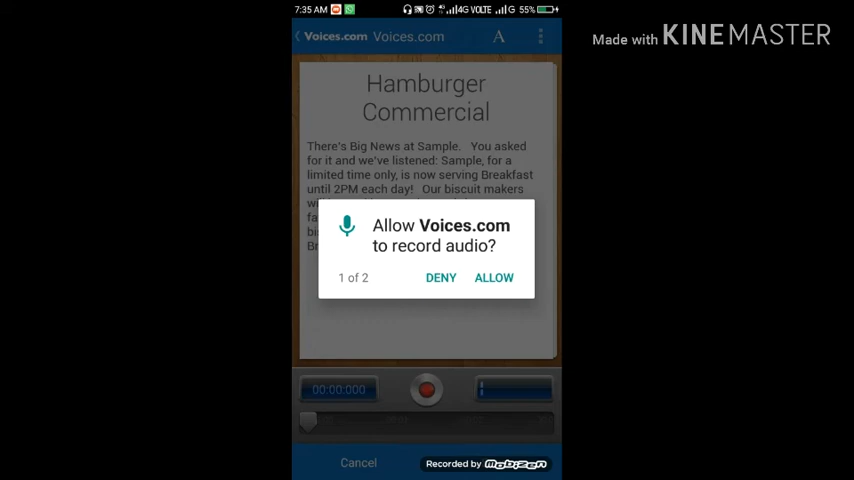 7:35 AM 4G VOLTE G 55%
Voices.com Voices.com A
Made with KINEMASTER
Hamburger
Commercial
There's Big News at Sample. You asked
for it and we've listened: Sample, for a
limited time only, is now serving Breakfast
until 2PM each day! Our biscuit makers
Allow Voices.com
to record audio?
1 of 2 DENY ALLOW
00:00:000
Cancel
Recorded by mobizen